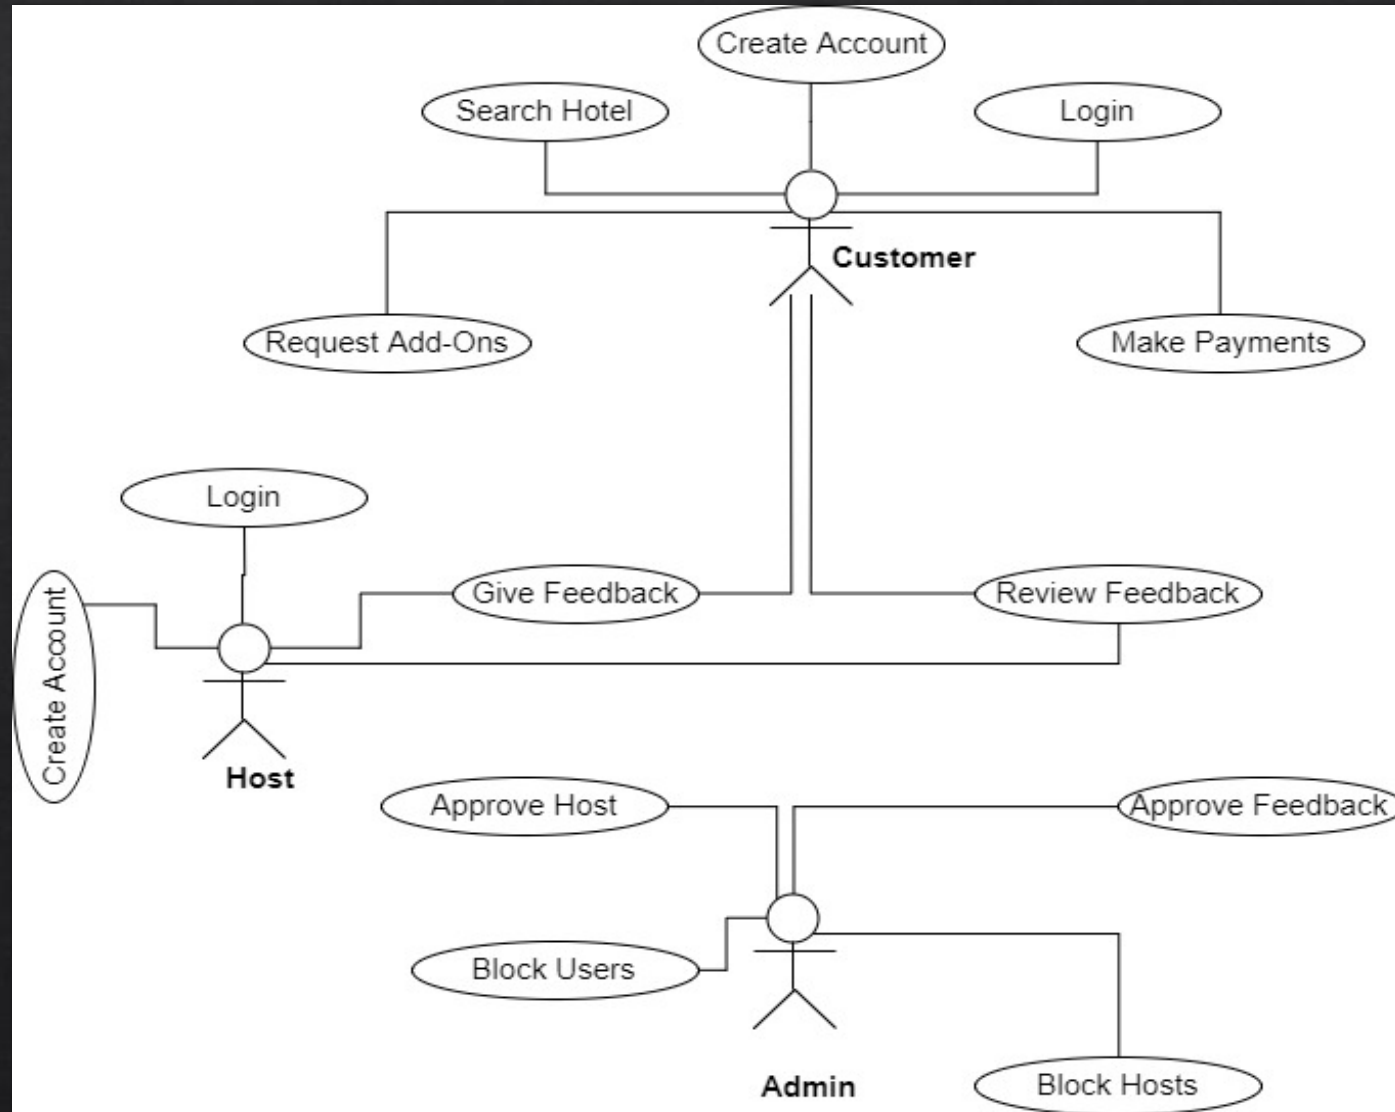 Create Account
Search Hotel
Login
Customer
Request Add-Ons
Make Payments
Login
Create Account
Give Feedback
Review Feedback
Host
Approve Host
Approve Feedback
Block Users
Admin
Block Hosts